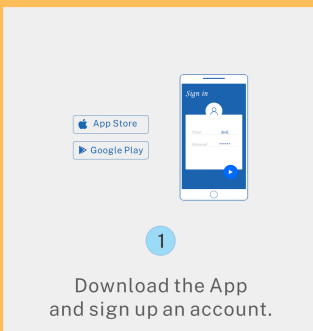 Sign in
App Store
Google Play
1
Download the App
and sign up an account.